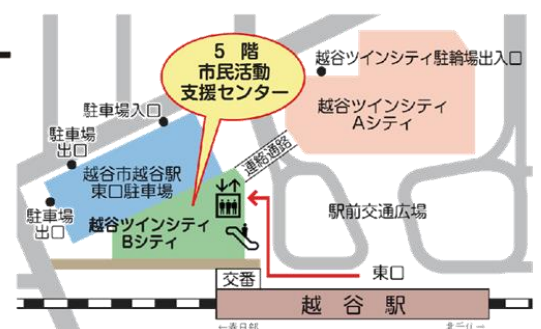 ５ 階
市民活動
支援センター
越谷ツインシティ駐輪場出入口
越谷ツインシティ
Aシティ
駐車場入口
駐車場
出口
越谷市越谷駅
東口駐車場
連絡通路
駐車場
出口
越谷ツインシティ
Bシティ
駅前交通広場
交番
東口
越 谷 駅
←春日部